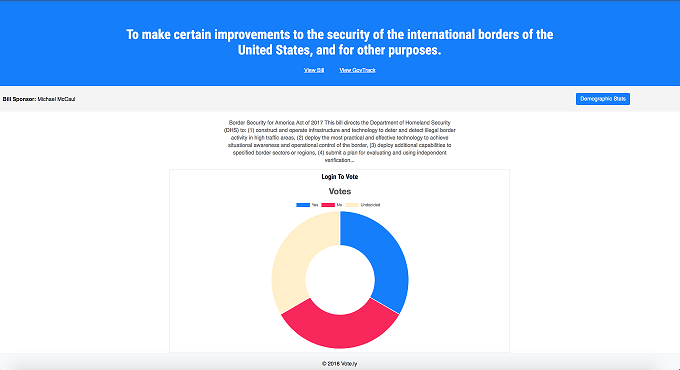 To make certain improvements to the security of the international borders of the
United States, and for other purposes.
View Bill View GovTrack
Bill Sponsor: Michael McCaul Demographic Stats
Border Security for America Act of 2017 This bill directs the Department of Homeland Security
(DHS) to: (1) construct and operate infrastructure and technology to deter and detect illegal border
activity in high traffic areas, (2) deploy the most practical and effective technology to achieve
situational awareness and operational control of the border, (3) deploy additional capabilities to
specified border sectors or regions, (4) submit a plan for evaluating and using independent
verification...
Login To Vote
Votes
Yes No Undecided
© 2018 Vote.ly